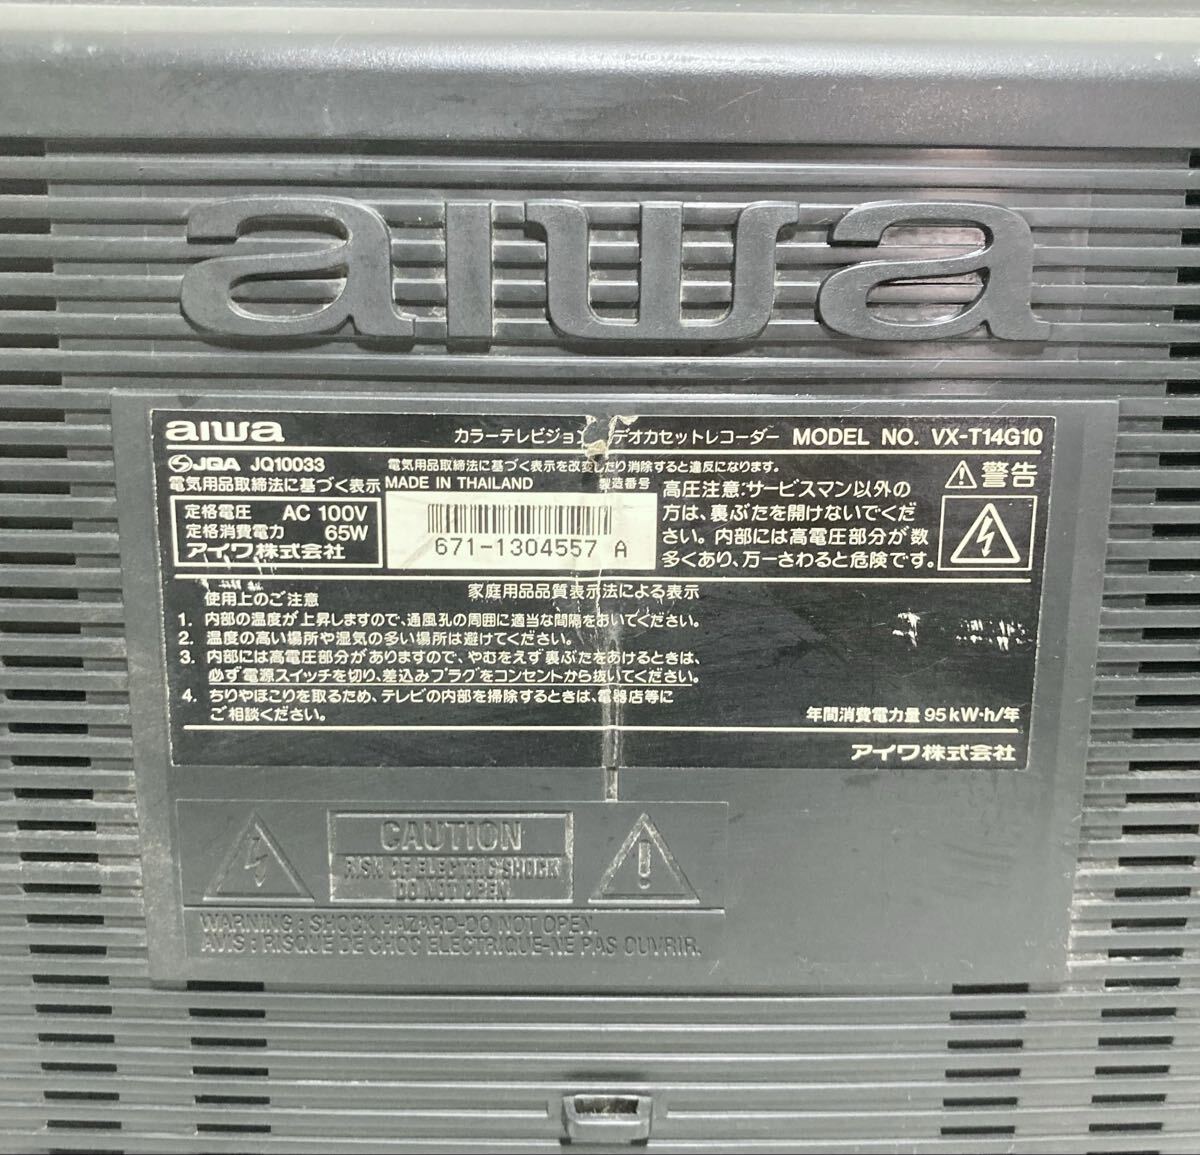 aiwa
aiwa
カラーテレビジョン デオカセットレコーダー MODEL NO. VX-T14G10
JQA JQ10033
電気用品取締法に基づく表示を改変したり消除すると違反になります。
電気用品取締法に基づく表示
MADE IN THAILAND
製造番号
定格電圧 AC 100V
定格消費電力 65W
アイワ株式会社
671-1304557 A
警告
高圧注意:サービスマン以外の
方は、裏ぶたを開けないでくだ
さい。内部には高電圧部分が数
多くあり、万一さわると危険です。
使用上のご注意
家庭用品品質表示法による表示
1. 内部の温度が上昇しますので、通風孔の周囲に適当な間隔をおいてください。
2. 温度の高い場所や湿気の多い場所は避けてください。
3. 内部には高電圧部分がありますので、やむをえず裏ぶたをあけるときは、
必ず電源スイッチを切り、差込みプラグをコンセントから抜いてください。
4. ちりやほこりを取るため、テレビの内部を掃除するときは、電器店等に
ご相談ください。
年間消費電力量 95kW·h/年
アイワ株式会社
CAUTION
RISK OF ELECTRIC SHOCK
DO NOT OPEN
WARNING : SHOCK HAZARD-DO NOT OPEN.
AVIS : RISQUE DE CHOC ELECTRIQUE-NE PAS OUVRIR.